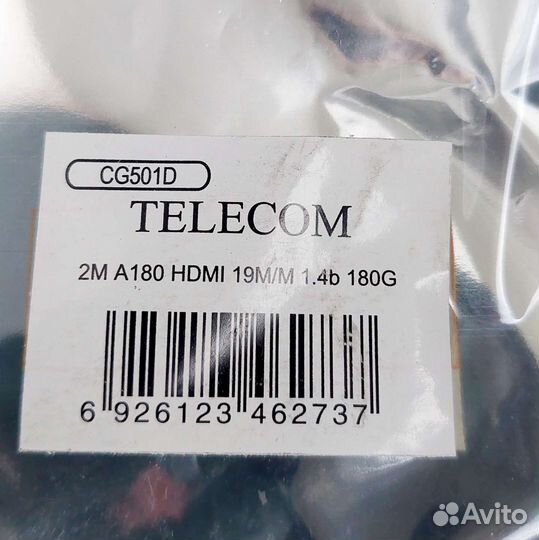 CG501D
TELECOM
2M A180 HDMI 19M/M 1.4b 180G
6 926123 462737
Avito